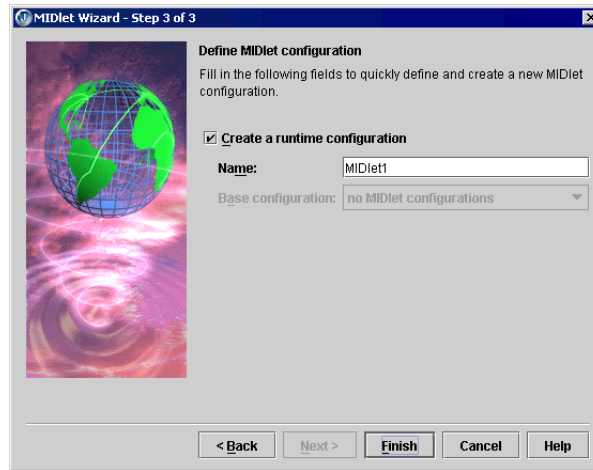 MIDlet Wizard - Step 3 of 3
Define MIDlet configuration
Fill in the following fields to quickly define and create a new MIDlet
configuration.
Create a runtime configuration
Name: MIDlet1
Base configuration: no MIDlet configurations
< Back Next > Finish Cancel Help